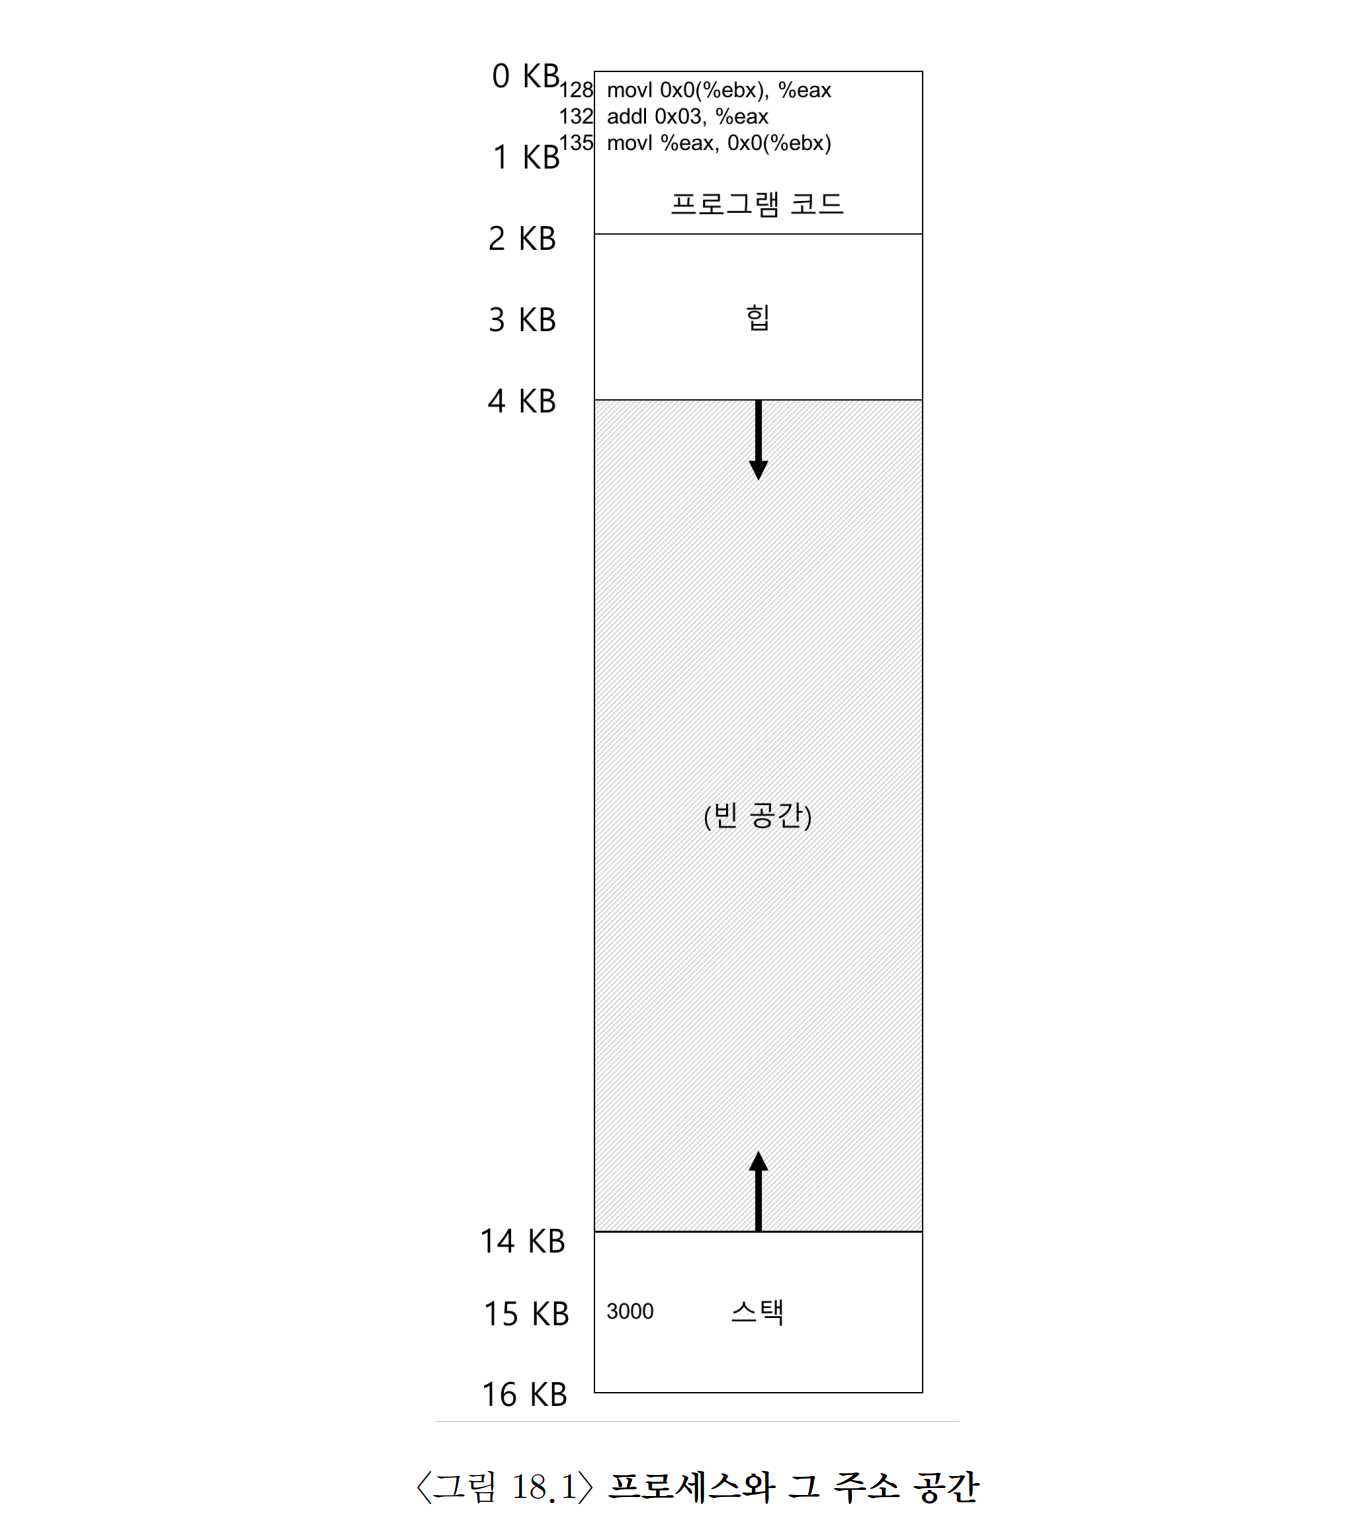 0 KB
128 movl 0x0(%ebx), %eax
132 addl 0x03, %eax
135 movl %eax, 0x0(%ebx)
1 KB
프로그램 코드
2 KB
3 KB 힙
4 KB
(빈 공간)
14 KB
15 KB 3000 스택
16 KB
〈그림 18.1〉 프로세스와 그 주소 공간